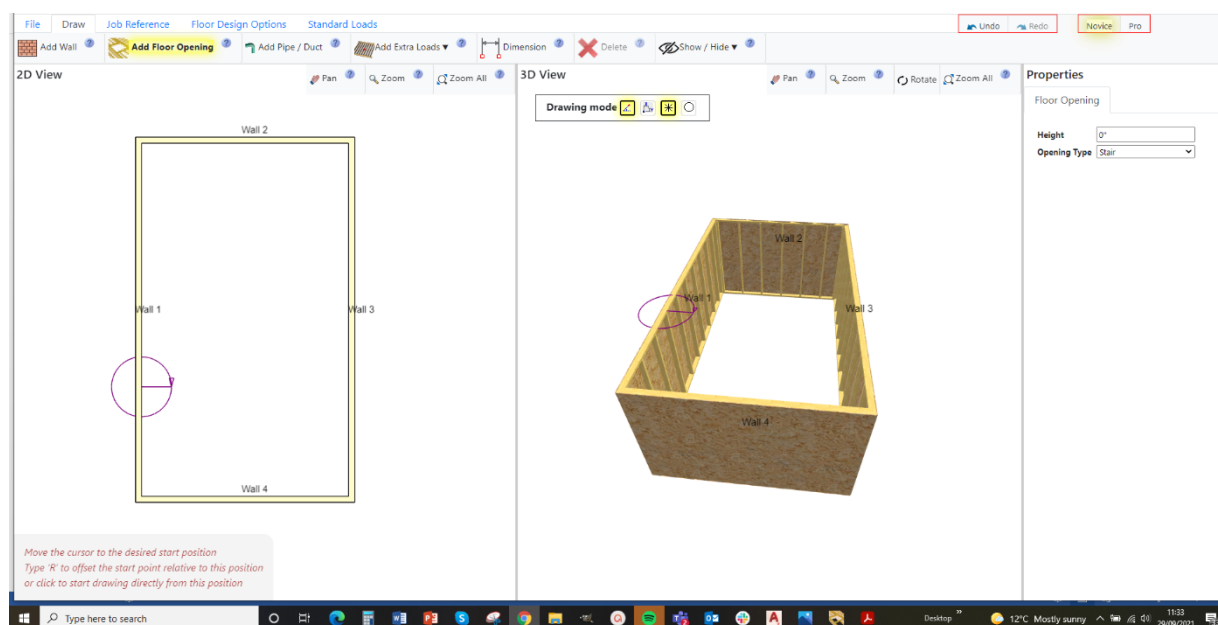 File Draw Job Reference Floor Design Options Standard Loads Undo Redo Novice Pro
Add Wall ? Add Floor Opening ? Add Pipe / Duct ? Add Extra Loads ▾ ? Dimension ? Delete ? Show / Hide ▾ ?
2D View Pan ? Zoom ? Zoom All ? 3D View Pan ? Zoom ? Rotate Zoom All ? Properties
Drawing mode
Floor Opening
Height 0"
Opening Type Stair
Wall 2
Wall 1
Wall 3
Wall 4
Wall 2
Wall 1
Wall 3
Wall 4
Move the cursor to the desired start position
Type 'R' to offset the start point relative to this position
or click to start drawing directly from this position
Type here to search Desktop 12°C Mostly sunny 11:33
29/09/2021